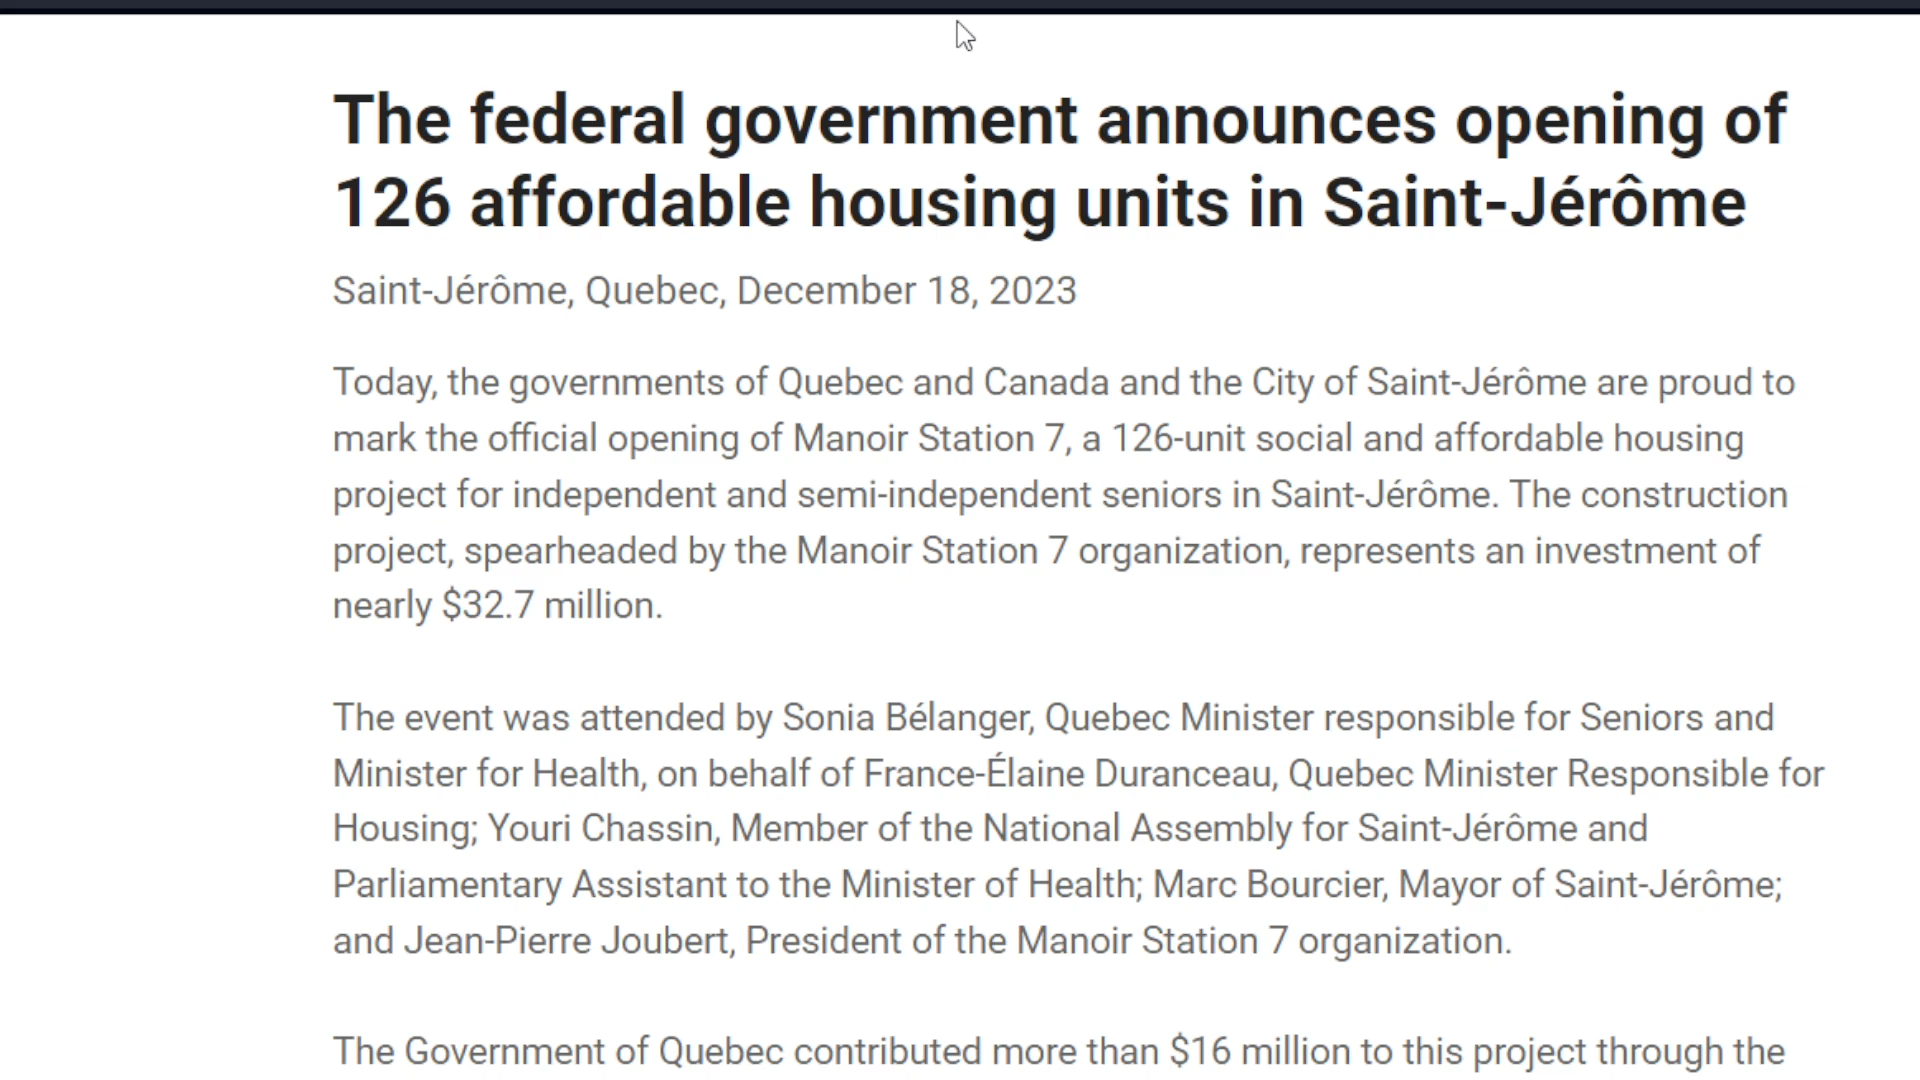 The federal government announces opening of
126 affordable housing units in Saint-Jérôme
Saint-Jérôme, Quebec, December 18, 2023
Today, the governments of Quebec and Canada and the City of Saint-Jérôme are proud to
mark the official opening of Manoir Station 7, a 126-unit social and affordable housing
project for independent and semi-independent seniors in Saint-Jérôme. The construction
project, spearheaded by the Manoir Station 7 organization, represents an investment of
nearly $32.7 million.
The event was attended by Sonia Bélanger, Quebec Minister responsible for Seniors and
Minister for Health, on behalf of France-Élaine Duranceau, Quebec Minister Responsible for
Housing; Youri Chassin, Member of the National Assembly for Saint-Jérôme and
Parliamentary Assistant to the Minister of Health; Marc Bourcier, Mayor of Saint-Jérôme;
and Jean-Pierre Joubert, President of the Manoir Station 7 organization.
The Government of Quebec contributed more than $16 million to this project through the